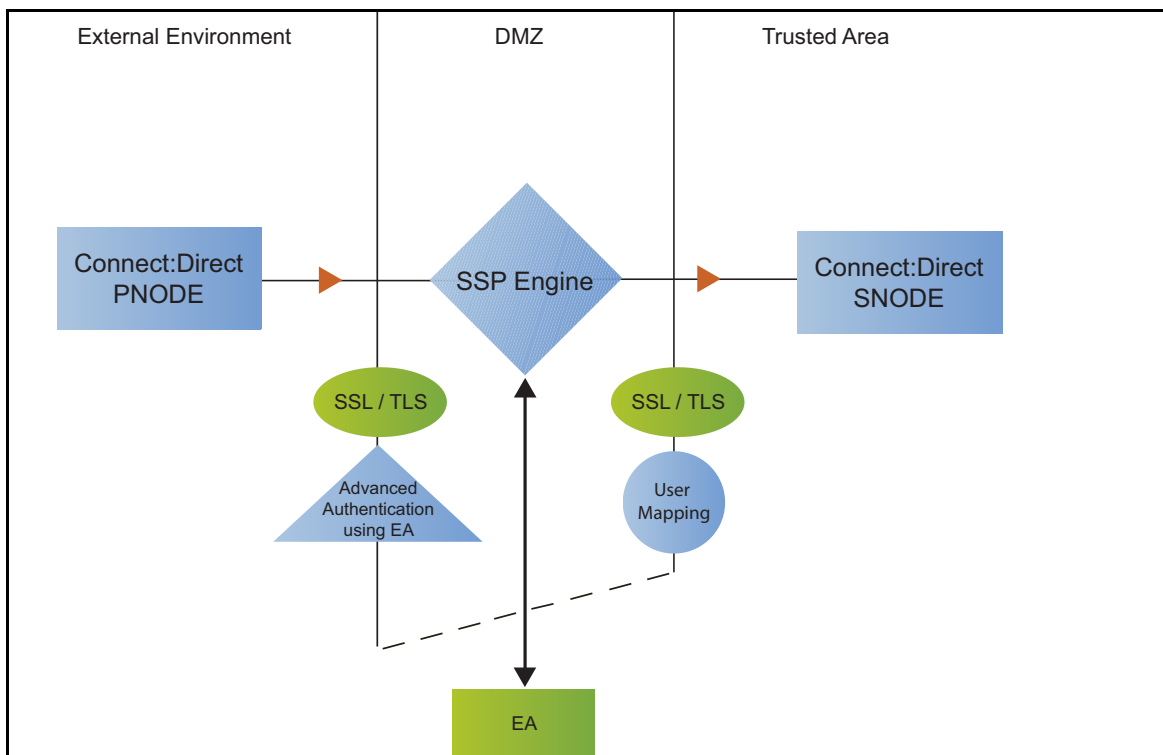 External Environment
DMZ
Trusted Area
Connect:Direct
PNODE
SSP Engine
Connect:Direct
SNODE
SSL / TLS
SSL / TLS
Advanced
Authentication
using EA
User
Mapping
EA